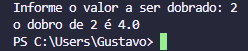 Informe o valor a ser dobrado: 2
o dobro de 2 é 4.0
PS C:\Users\Gustavo>